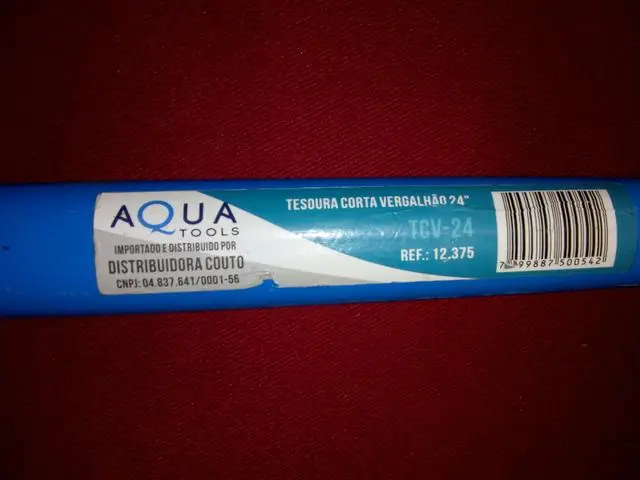 AQUA
TOOLS
IMPORTADO E DISTRIBUIDO POR
DISTRIBUIDORA COUTO
CNPJ: 04.837.641/0001-56
TESOURA CORTA VERGALHÃO 24"
TCV-24
REF.: 12.375
7 99887 500542